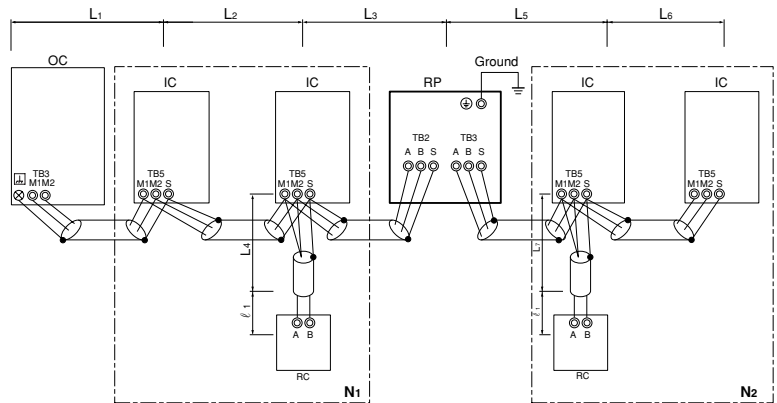 L1 L2 L3 L5 L6
OC IC IC RP Ground IC IC
TB2 TB3
A B S A B S
TB3
M1M2
TB5
M1M2 S
TB5
M1M2 S
TB5
M1M2 S
TB5
M1M2 S
L4
L7
ℓ1
ℓ1
A B
A B
RC
RC
N1
N2